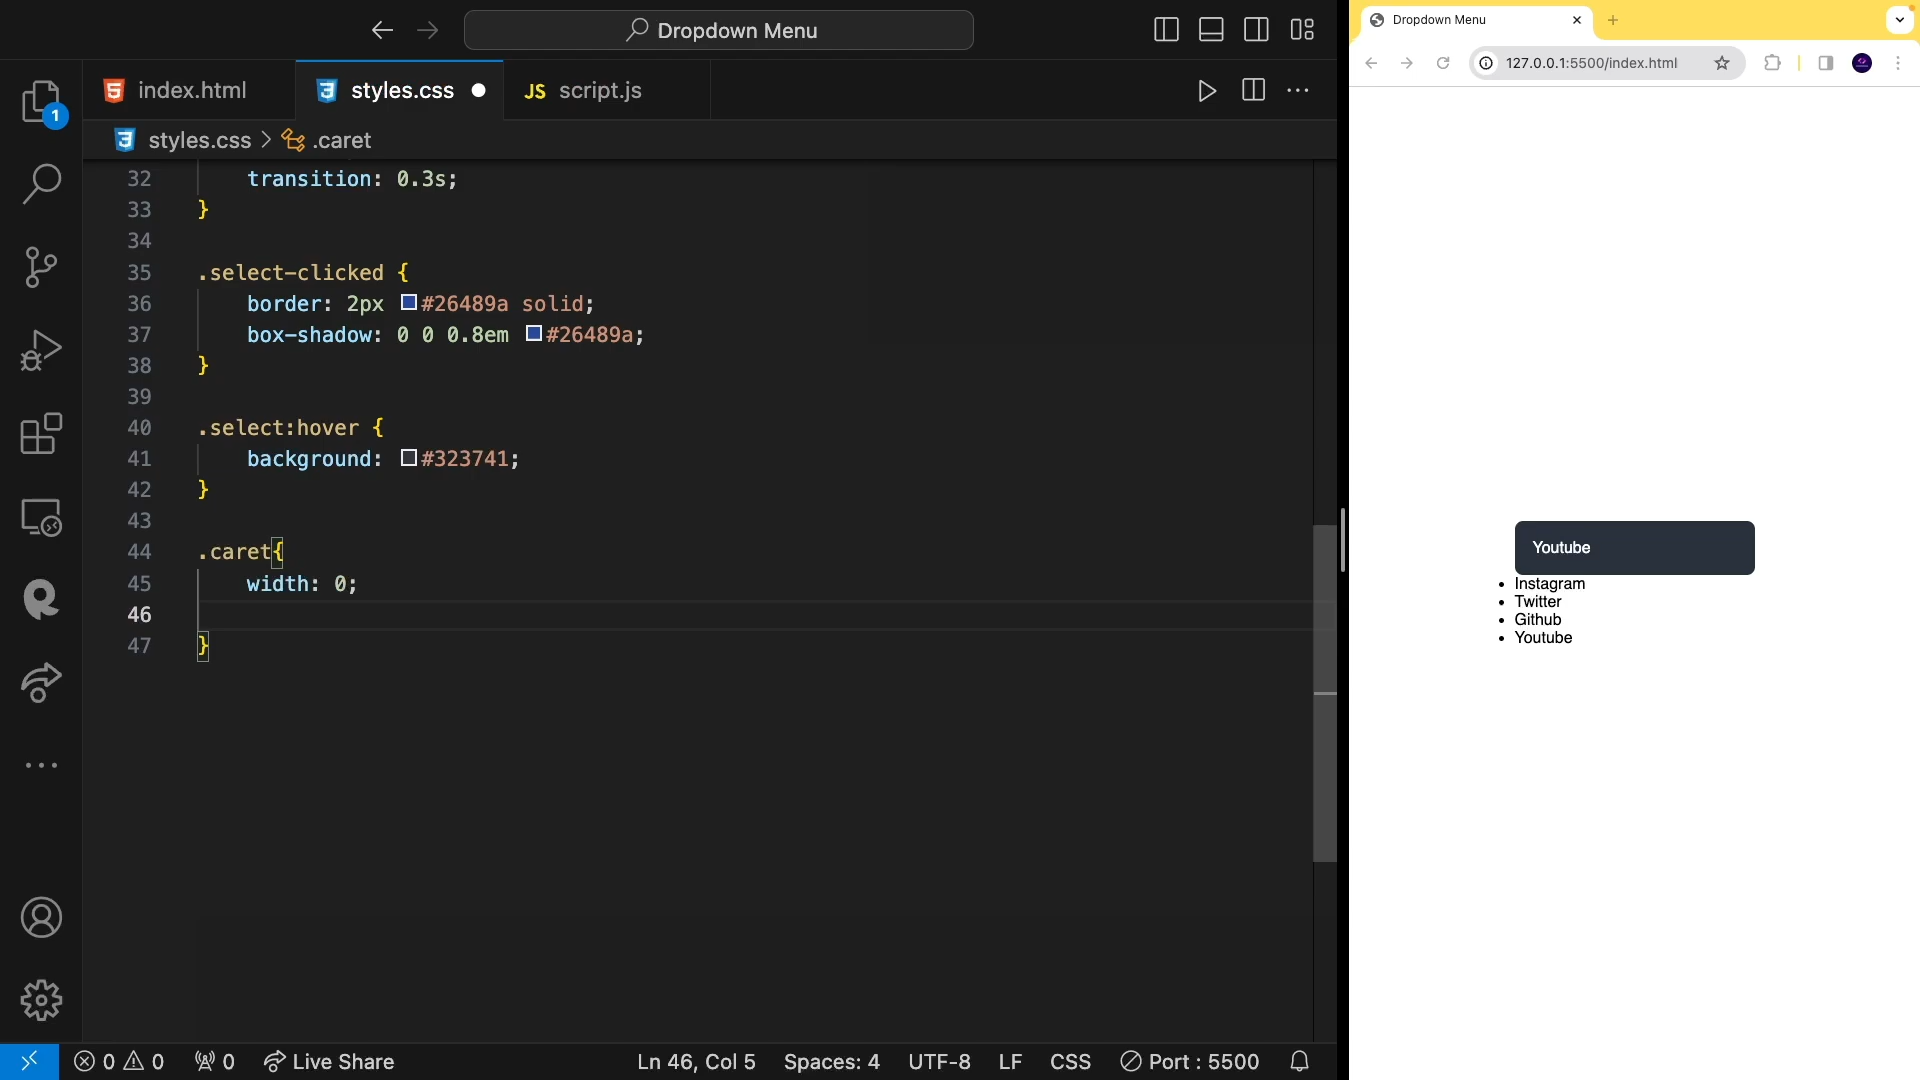 Dropdown Menu
1
index.html
styles.css
JS script.js
styles.css > .caret
32 transition: 0.3s;
33 }
34
35 .select-clicked {
36 border: 2px #26489a solid;
37 box-shadow: 0 0 0.8em #26489a;
38 }
39
40 .select:hover {
41 background: #323741;
42 }
43
44 .caret{
45 width: 0;
46
47 }
0 0 0 Live Share Ln 46, Col 5 Spaces: 4 UTF-8 LF CSS Port : 5500
Dropdown Menu
127.0.0.1:5500/index.html
Youtube
Instagram
Twitter
Github
Youtube